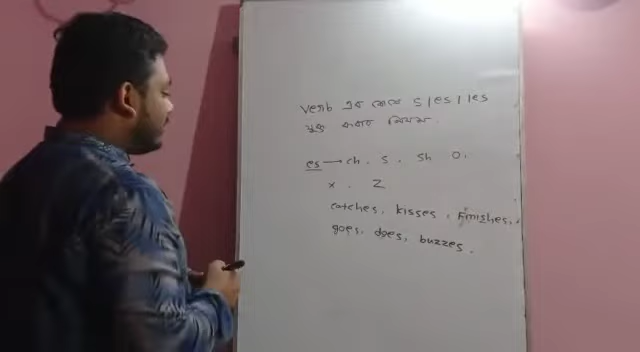 Verb এর শেষে s/es/ies
যুক্ত করার নিয়ম.
es → ch. s. sh o.
x. z
catches, kisses, finishes,
goes, does, buzzes.